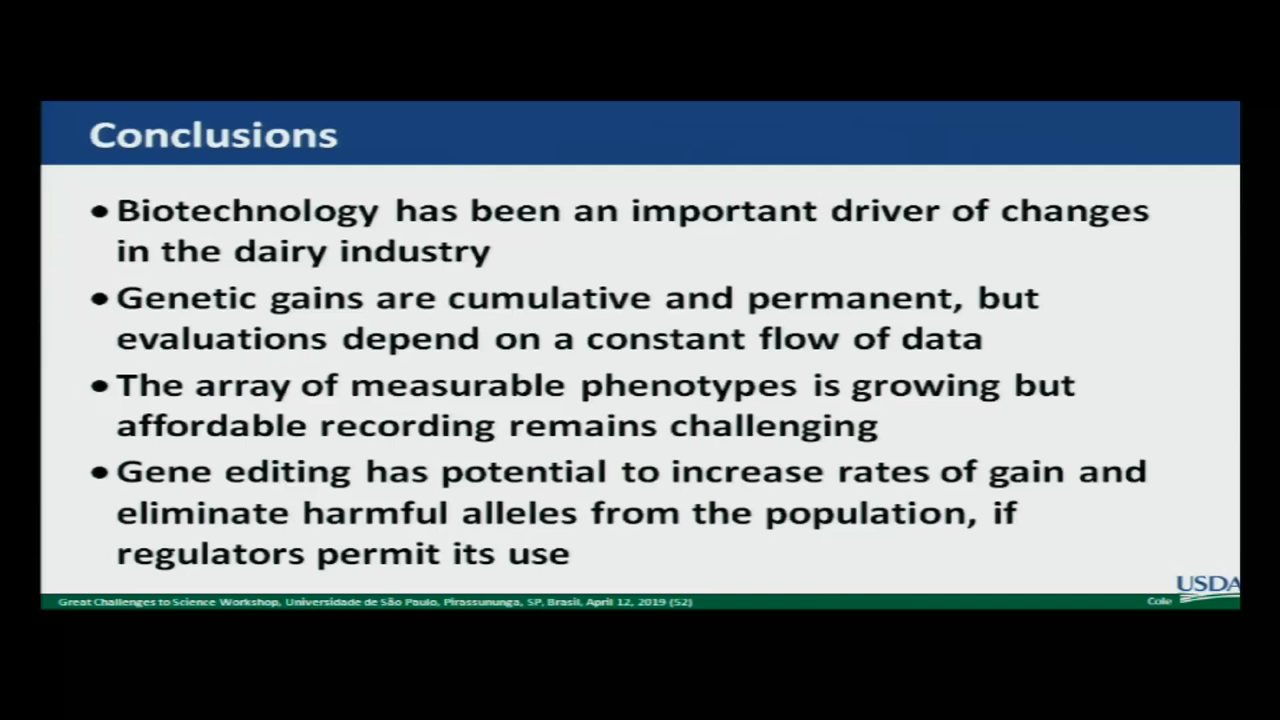 Conclusions
• Biotechnology has been an important driver of changes
in the dairy industry
• Genetic gains are cumulative and permanent, but
evaluations depend on a constant flow of data
• The array of measurable phenotypes is growing but
affordable recording remains challenging
• Gene editing has potential to increase rates of gain and
eliminate harmful alleles from the population, if
regulators permit its use
USDA
Great Challenges to Science Workshop, Universidade de São Paulo, Pirassununga, SP, Brasil, April 12, 2019 (52)
Cole